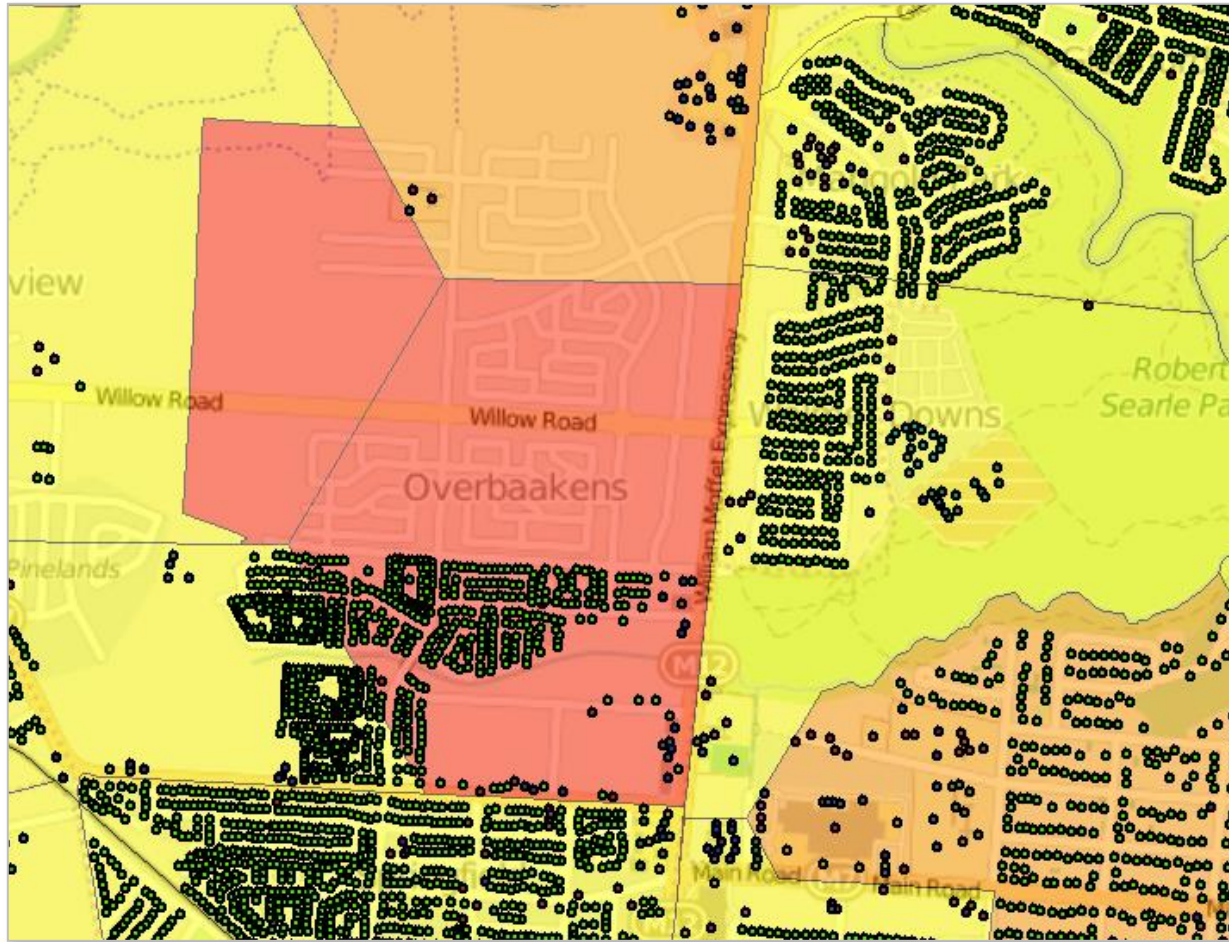 view
Willow Road
Willow Road
William Moffet Expressway
Downs
Robert
Searle Pa
Overbaakens
Pinelands
M12
Main Road
Main Road